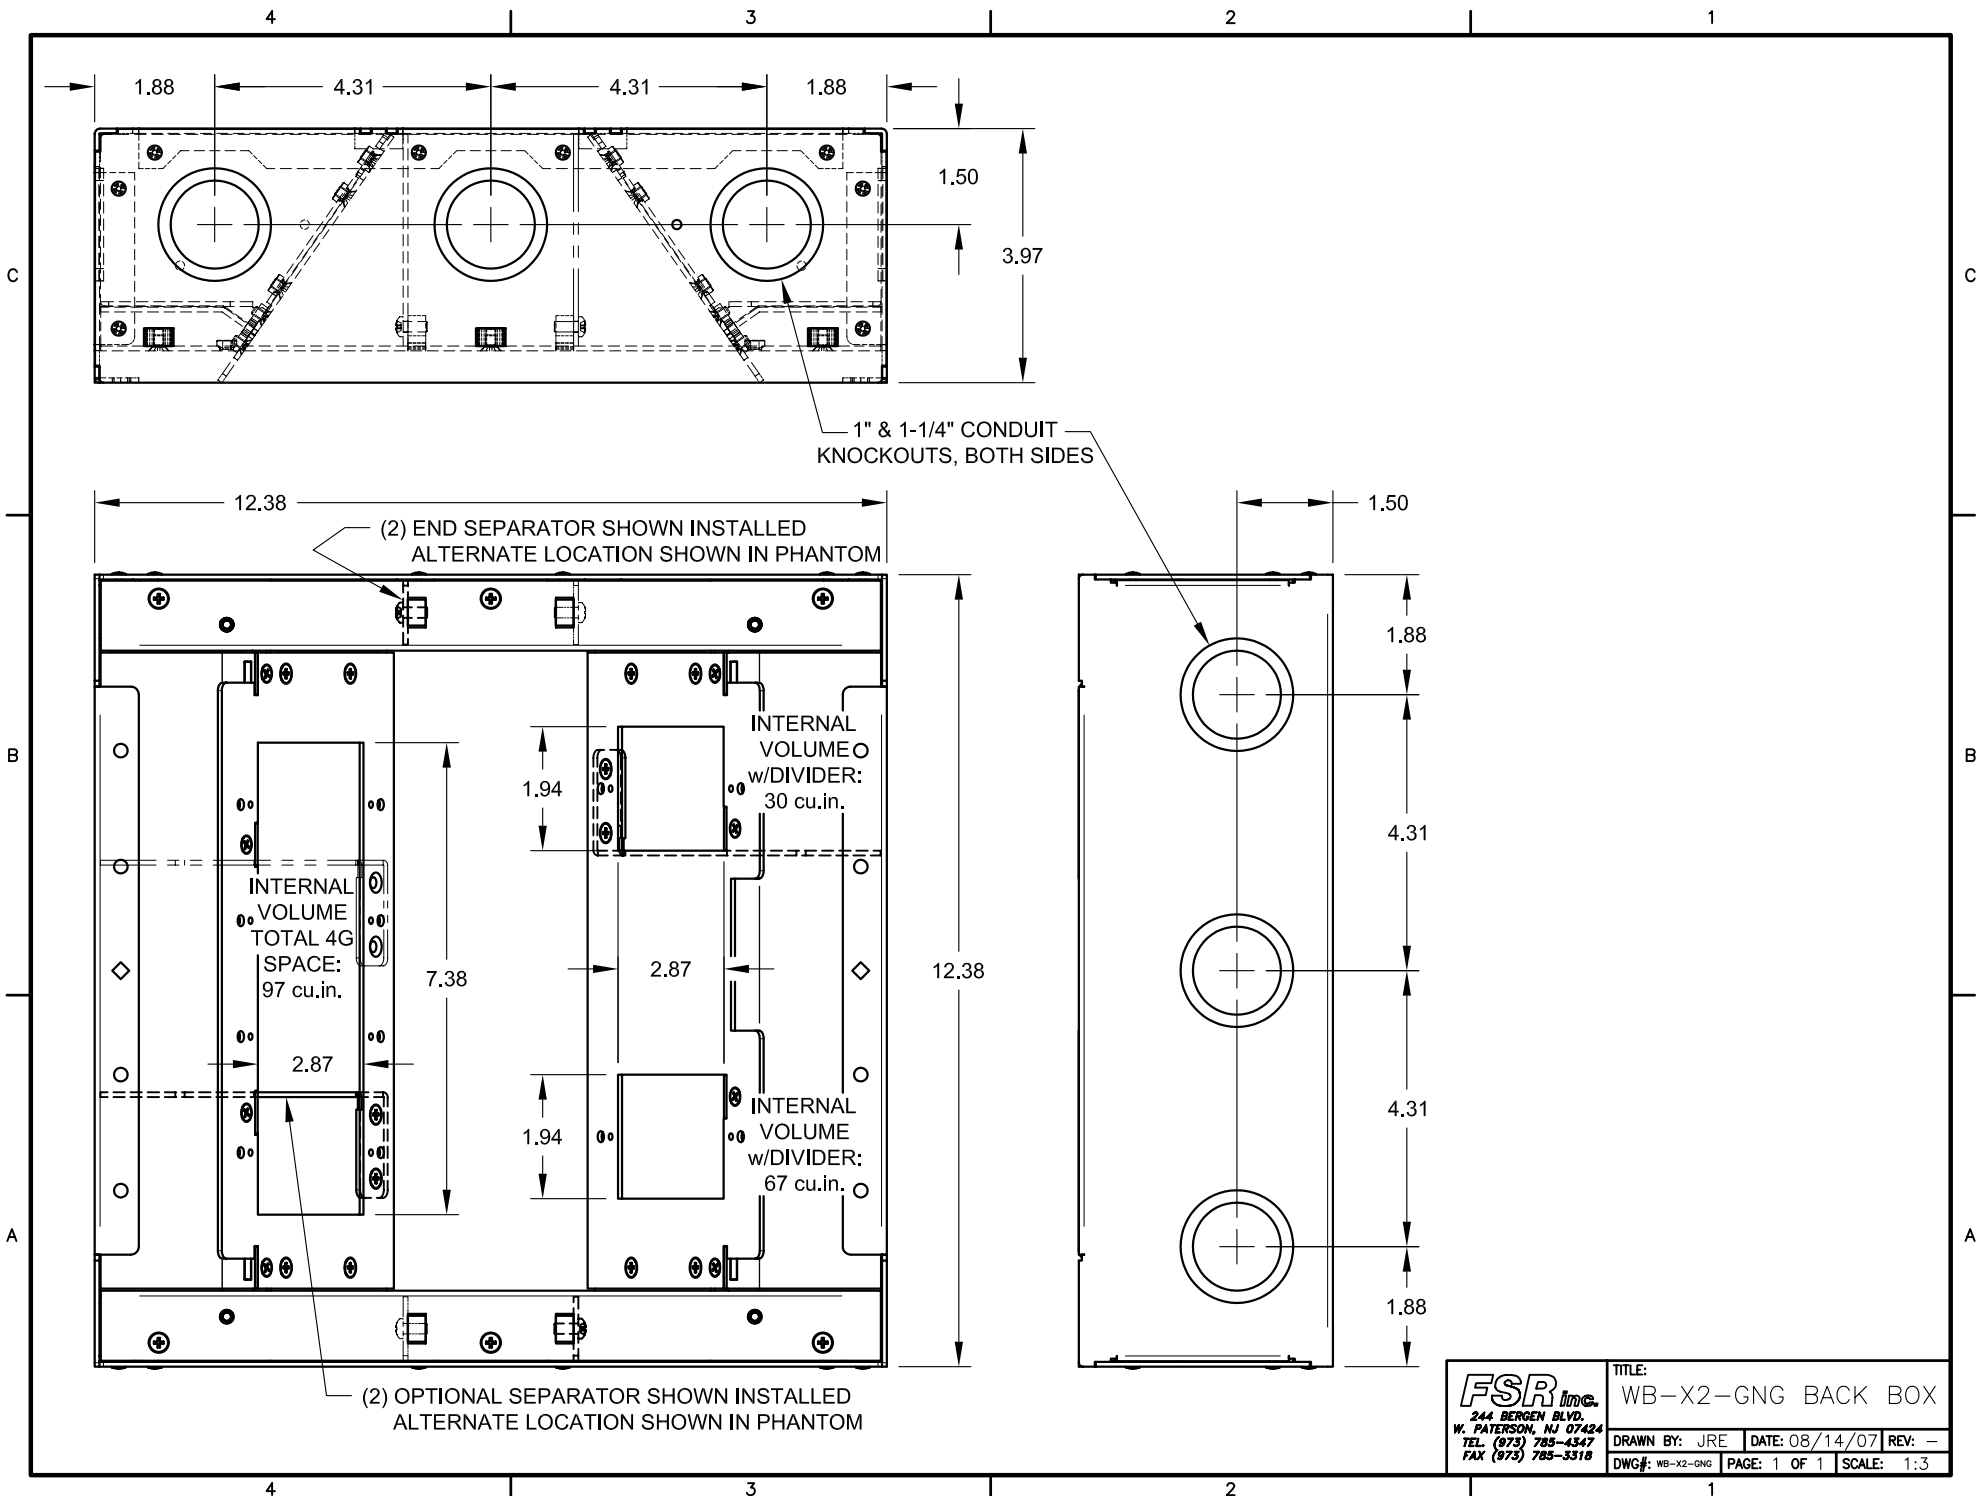 4 3 2 1
1.88 4.31 4.31 1.88
1.50
3.97
C C
1" & 1-1/4" CONDUIT
KNOCKOUTS, BOTH SIDES
12.38
1.50
(2) END SEPARATOR SHOWN INSTALLED
ALTERNATE LOCATION SHOWN IN PHANTOM
1.88
B B
INTERNAL
VOLUME
w/DIVIDER:
30 cu.in.
1.94
4.31
INTERNAL
VOLUME
TOTAL 4G
SPACE:
97 cu.in.
7.38
2.87
12.38
2.87
4.31
1.94
INTERNAL
VOLUME
w/DIVIDER:
67 cu.in.
A A
1.88
(2) OPTIONAL SEPARATOR SHOWN INSTALLED
ALTERNATE LOCATION SHOWN IN PHANTOM
FSR inc.
244 BERGEN BLVD.
W. PATERSON, NJ 07424
TEL. (973) 785-4347
FAX (973) 785-3318
TITLE:
WB-X2-GNG BACK BOX
DRAWN BY: JRE DATE: 08/14/07 REV: -
DWG#: WB-X2-GNG PAGE: 1 OF 1 SCALE: 1:3
4 3 2 1